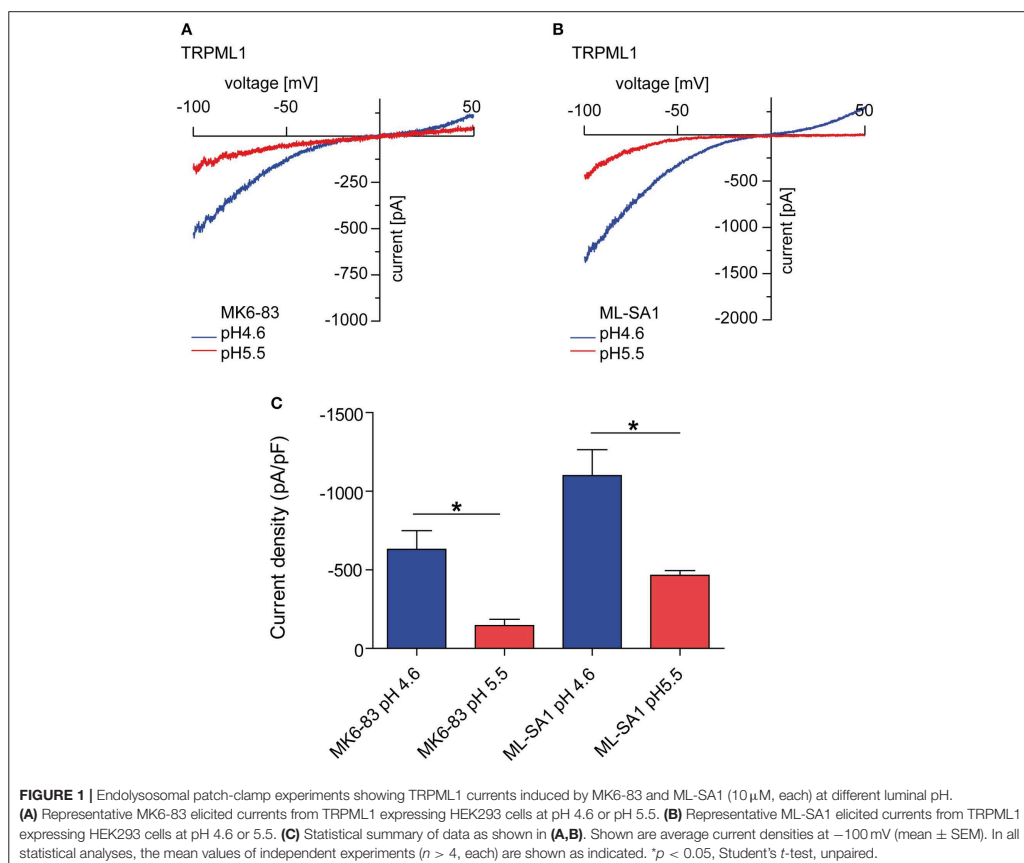 A
TRPML1
voltage [mV]
-100 -50 50
-250
-500
-750
-1000
current [pA]
MK6-83
pH4.6
pH5.5
B
TRPML1
voltage [mV]
-100 -50 50
-500
-1000
-1500
-2000
current [pA]
ML-SA1
pH4.6
pH5.5
C
Current density (pA/pF)
-1500
-1000
-500
0
*
*
MK6-83 pH 4.6
MK6-83 pH 5.5
ML-SA1 pH 4.6
ML-SA1 pH5.5
FIGURE 1 | Endolysosomal patch-clamp experiments showing TRPML1 currents induced by MK6-83 and ML-SA1 (10 μM, each) at different luminal pH.
(A) Representative MK6-83 elicited currents from TRPML1 expressing HEK293 cells at pH 4.6 or pH 5.5. (B) Representative ML-SA1 elicited currents from TRPML1
expressing HEK293 cells at pH 4.6 or 5.5. (C) Statistical summary of data as shown in (A,B). Shown are average current densities at −100 mV (mean ± SEM). In all
statistical analyses, the mean values of independent experiments (n > 4, each) are shown as indicated. *p < 0.05, Student's t-test, unpaired.